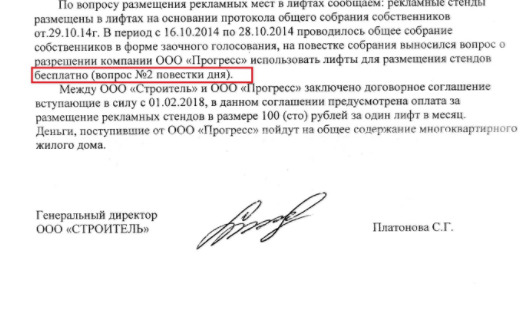 По вопросу размещения рекламных мест в лифтах сообщаем: рекламные стенды
размещены в лифтах на основании протокола общего собрания собственников
от.29.10.14г. В период с 16.10.2014 по 28.10.2014 проводилось общее собрание
собственников в форме заочного голосования, на повестке собрания выносился вопрос о
разрешении компании ООО «Прогресс» использовать лифты для размещения стендов
бесплатно (вопрос №2 повестки дня).
Между ООО «Строитель» и ООО «Прогресс» заключено договорное соглашение
вступающие в силу с 01.02.2018, в данном соглашении предусмотрена оплата за
размещение рекламных стендов в размере 100 (сто) рублей за один лифт в месяц.
Деньги, поступившие от ООО «Прогресс» пойдут на общее содержание многоквартирного
жилого дома.
Генеральный директор
ООО «СТРОИТЕЛЬ»
Платонова С.Г.